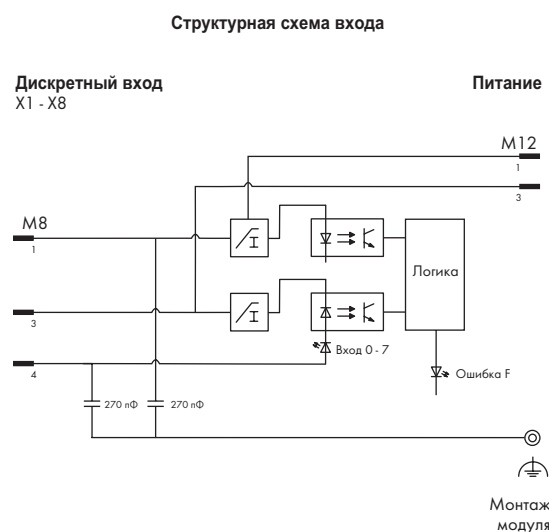 Структурная схема входа
Дискретный вход
X1 - X8
Питание
M12
1
3
M8
1
I
Логика
3
I
Вход 0 - 7
4
Ошибка F
270 пФ
270 пФ
Монтаж
модуля